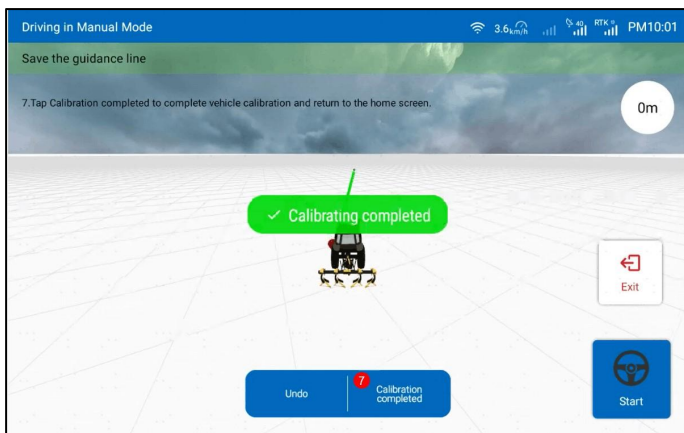 Driving in Manual Mode
3.6km/h
40
RTK
PM10:01
Save the guidance line
7.Tap Calibration completed to complete vehicle calibration and return to the home screen.
0m
Calibrating completed
Exit
Undo
7
Calibration
completed
Start